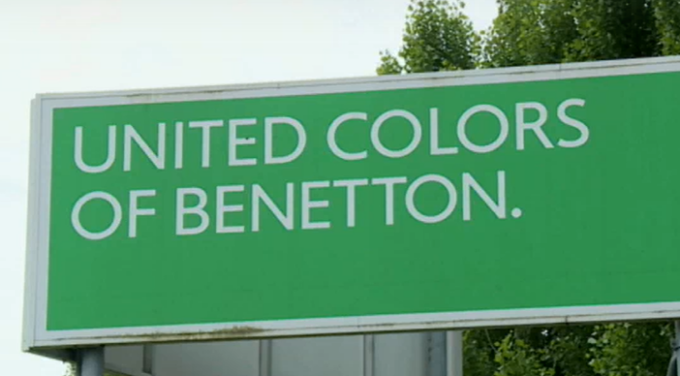 UNITED COLORS
OF BENETTON.